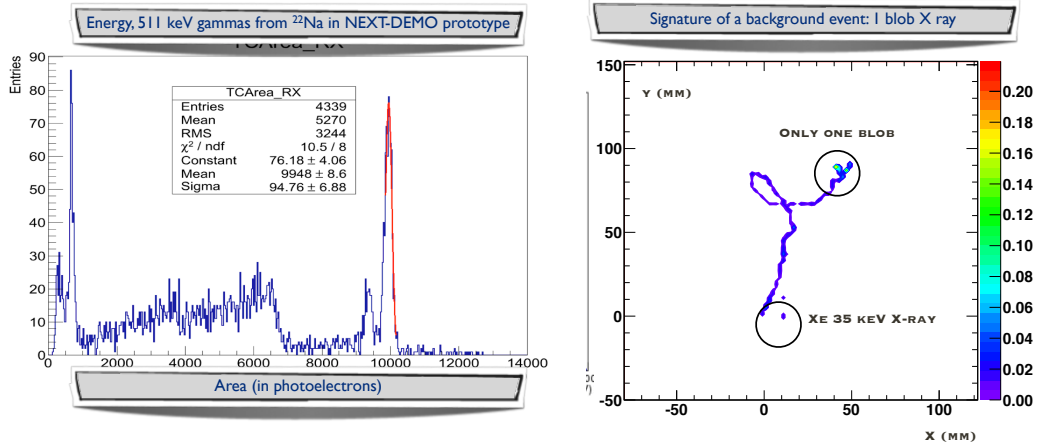 Energy, 511 keV gammas from ²²Na in NEXT-DEMO prototype
TCArea_RX
Entries
90
80
70
60
50
40
30
20
10
0
TCArea_RX
Entries 4339
Mean 5270
RMS 3244
χ² / ndf 10.5 / 8
Constant 76.18 ± 4.06
Mean 9948 ± 8.6
Sigma 94.76 ± 6.88
0 2000 4000 6000 8000 10000 12000 14000
Area (in photoelectrons)
Signature of a background event: 1 blob X ray
150
100
50
0
-50
Y (MM)
ONLY ONE BLOB
XE 35 KEV X-RAY
-50 0 50 100
X (MM)
0.20
0.18
0.16
0.14
0.12
0.10
0.08
0.06
0.04
0.02
0.00